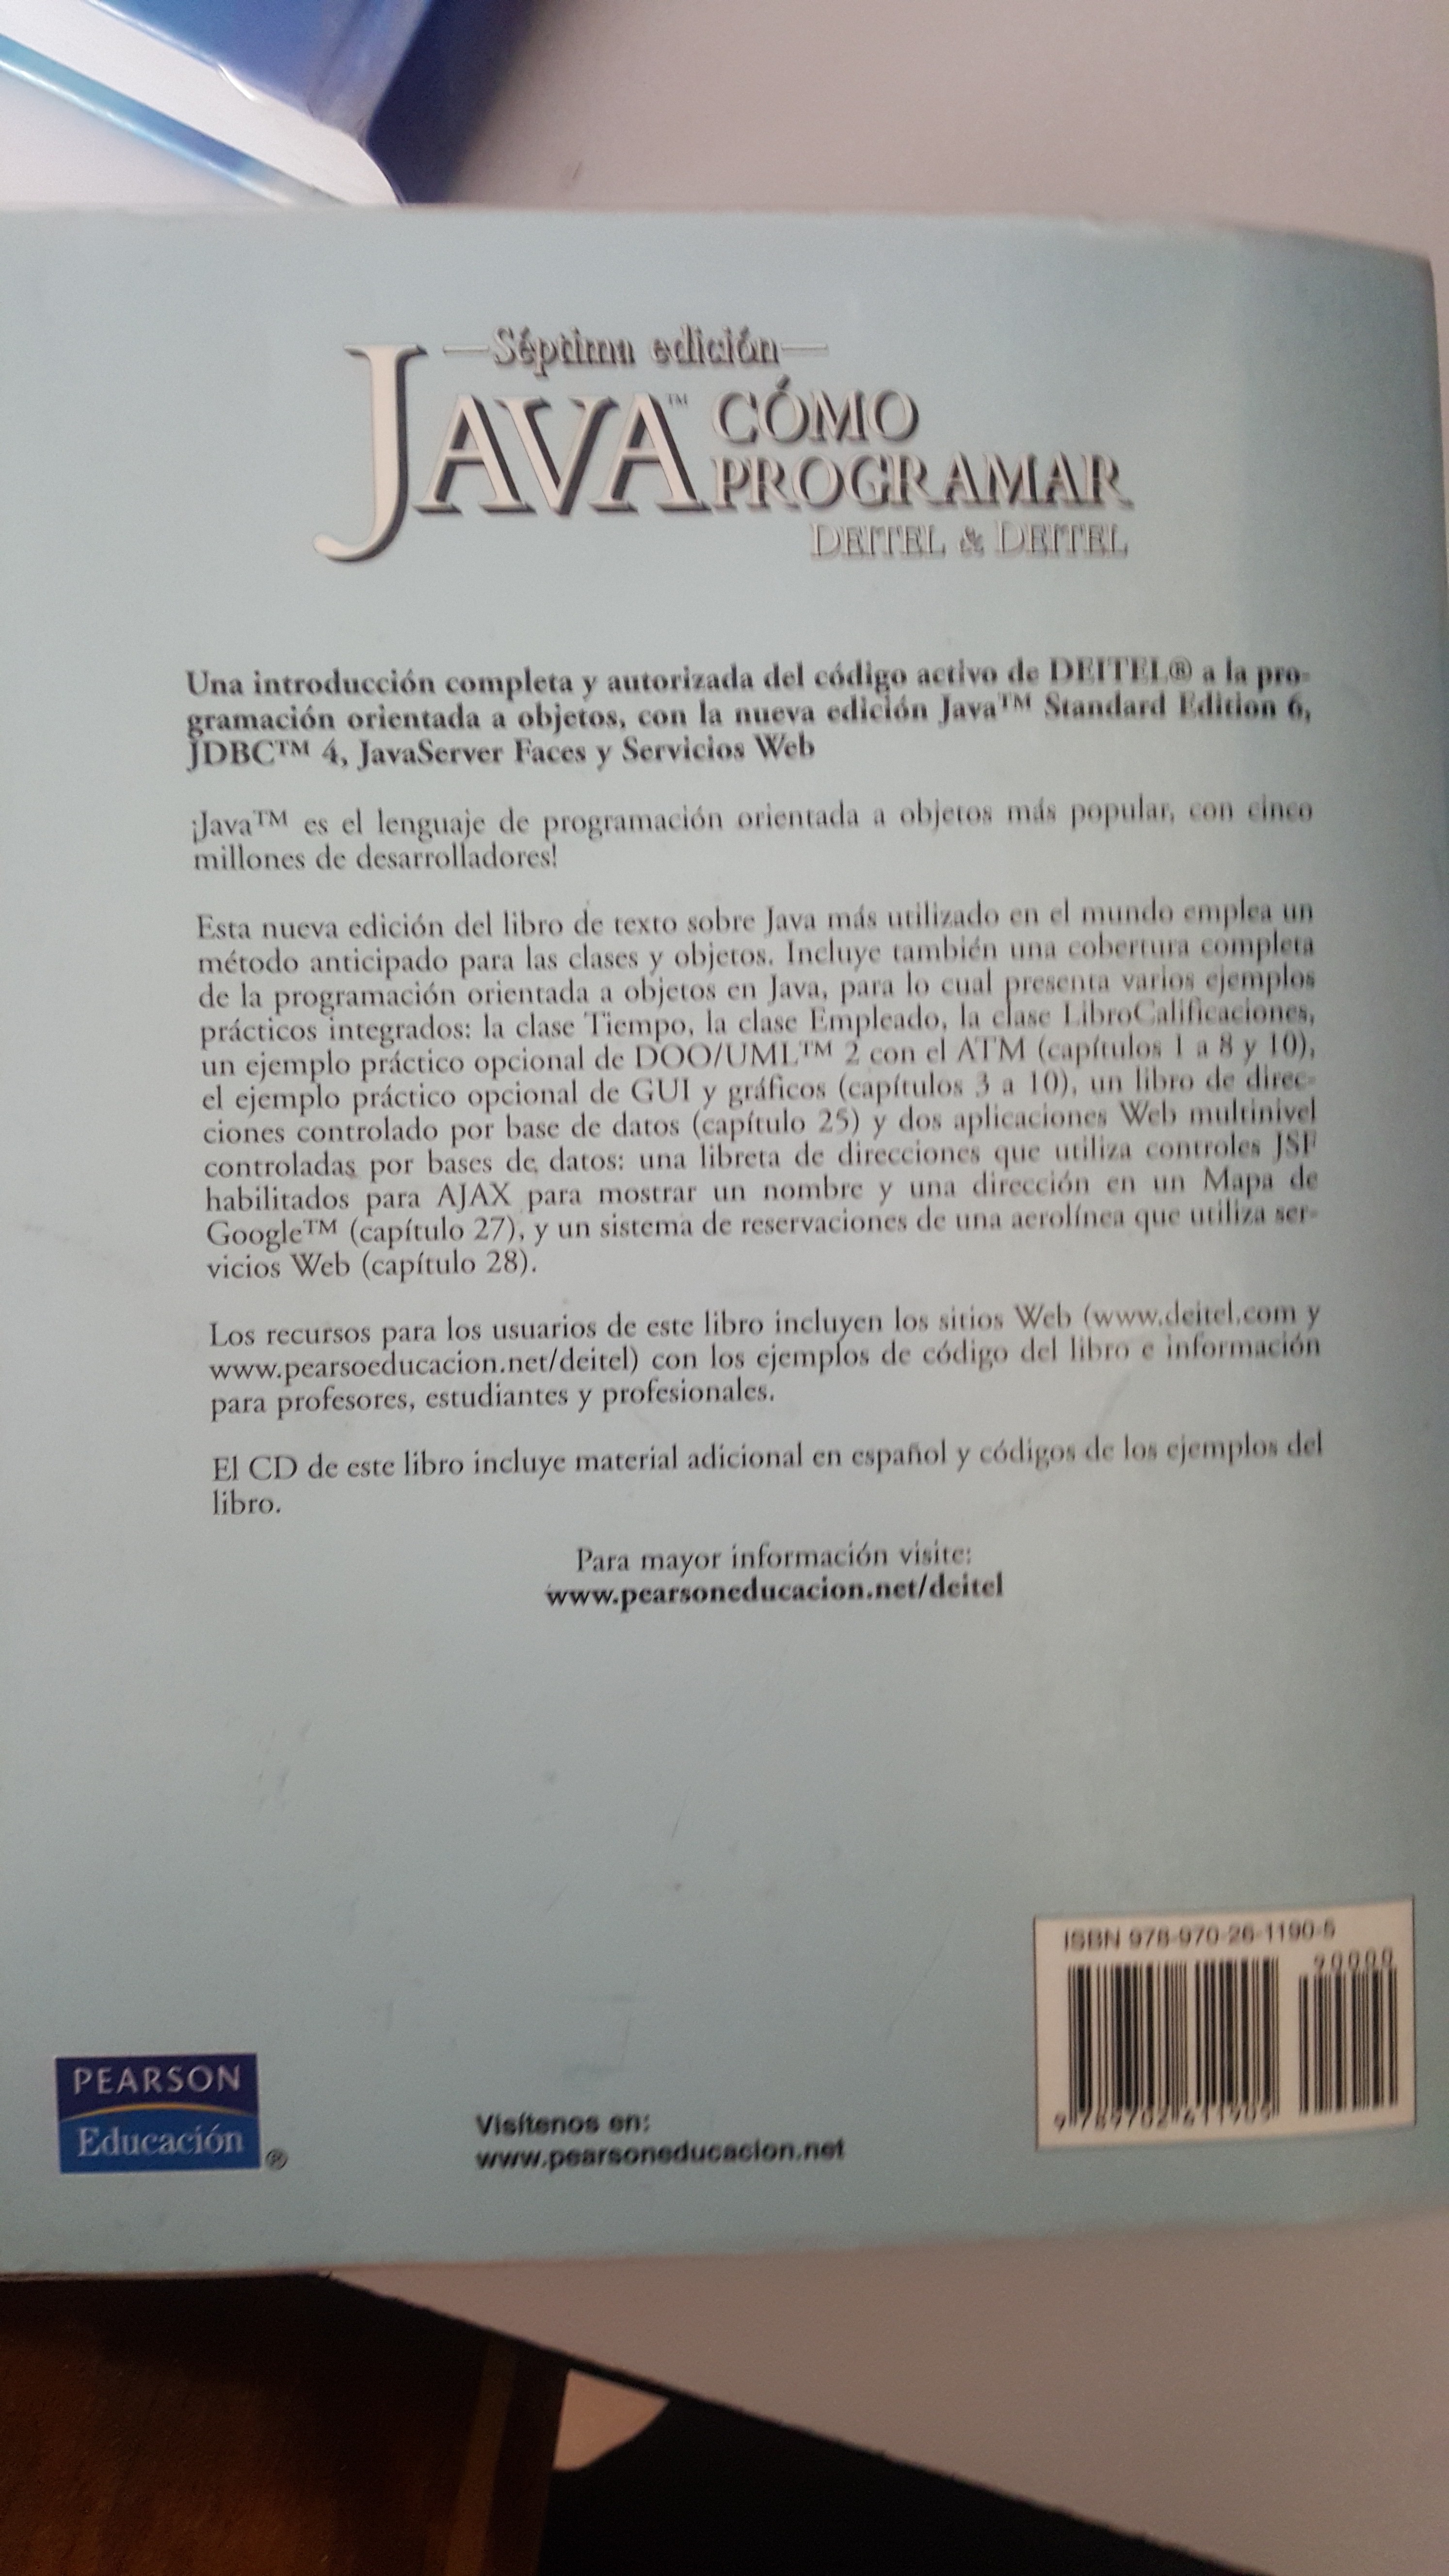 Séptima edición
JAVA™ CÓMO
PROGRAMAR
DEITEL & DEITEL
Una introducción completa y autorizada del código activo de DEITEL® a la pro-
gramación orientada a objetos, con la nueva edición Java™ Standard Edition 6,
JDBC™ 4, JavaServer Faces y Servicios Web
¡Java™ es el lenguaje de programación orientada a objetos más popular, con cinco
millones de desarrolladores!
Esta nueva edición del libro de texto sobre Java más utilizado en el mundo emplea un
método anticipado para las clases y objetos. Incluye también una cobertura completa
de la programación orientada a objetos en Java, para lo cual presenta varios ejemplos
prácticos integrados: la clase Tiempo, la clase Empleado, la clase LibroCalificaciones,
un ejemplo práctico opcional de DOO/UML™ 2 con el ATM (capítulos 1 a 8 y 10),
el ejemplo práctico opcional de GUI y gráficos (capítulos 3 a 10), un libro de direc-
ciones controlado por base de datos (capítulo 25) y dos aplicaciones Web multinivel
controladas por bases de datos: una libreta de direcciones que utiliza controles JSF
habilitados para AJAX para mostrar un nombre y una dirección en un Mapa de
Google™ (capítulo 27), y un sistema de reservaciones de una aerolínea que utiliza ser-
vicios Web (capítulo 28).
Los recursos para los usuarios de este libro incluyen los sitios Web (www.deitel.com y
www.pearsoeducacion.net/deitel) con los ejemplos de código del libro e información
para profesores, estudiantes y profesionales.
El CD de este libro incluye material adicional en español y códigos de los ejemplos del
libro.
Para mayor información visite:
www.pearsoneducacion.net/deitel
ISBN 978-970-26-1190-5
90000
9 789702 611905
PEARSON
Educación ®
Visítenos en:
www.pearsoneducacion.net